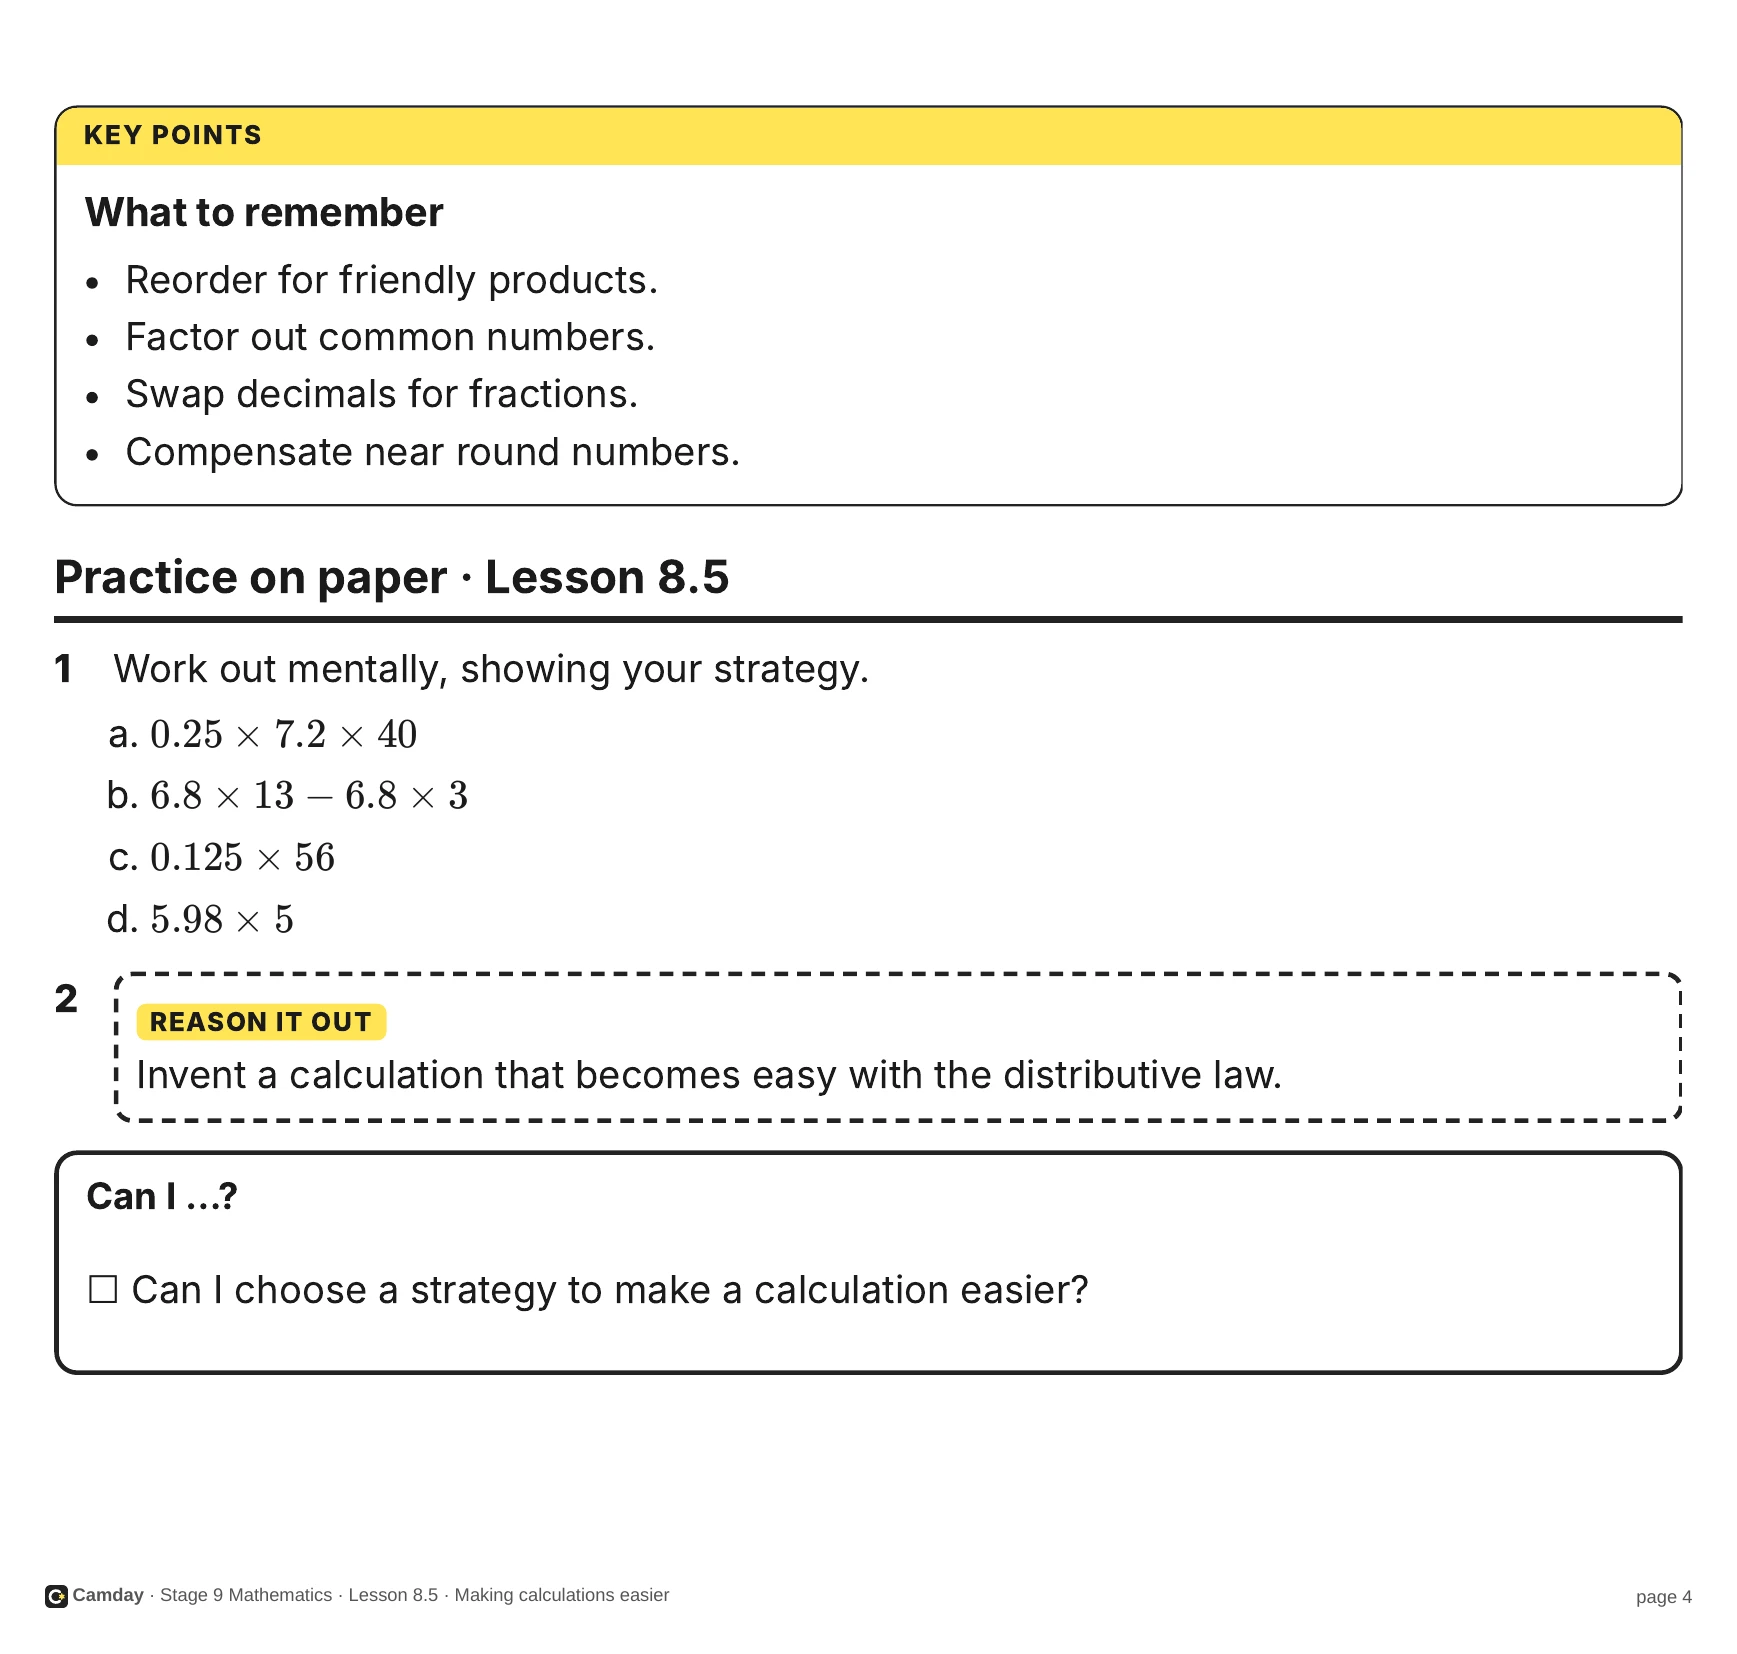 KEY POINTS
What to remember
• Reorder for friendly products.
• Factor out common numbers.
• Swap decimals for fractions.
• Compensate near round numbers.
Practice on paper · Lesson 8.5
1 Work out mentally, showing your strategy.
a. 0.25 × 7.2 × 40
b. 6.8 × 13 − 6.8 × 3
c. 0.125 × 56
d. 5.98 × 5
2
REASON IT OUT
Invent a calculation that becomes easy with the distributive law.
Can I ...?
☐ Can I choose a strategy to make a calculation easier?
Camday · Stage 9 Mathematics · Lesson 8.5 · Making calculations easier page 4